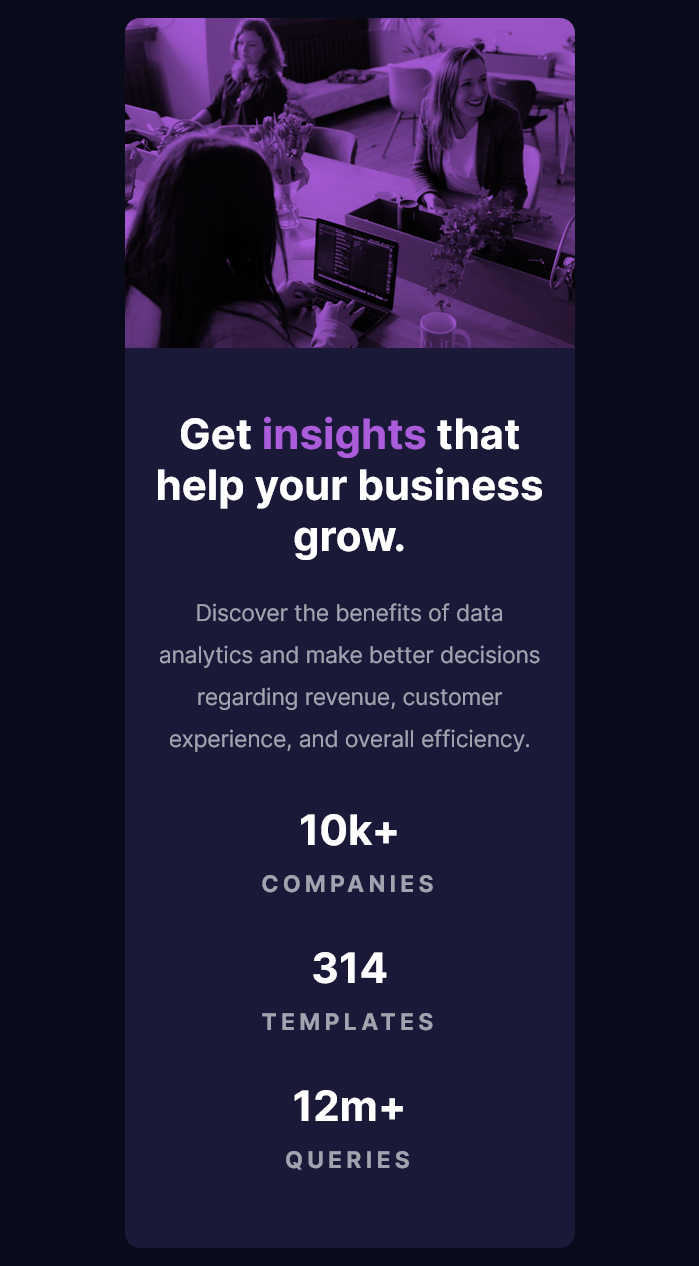 Get insights that
help your business
grow.
Discover the benefits of data
analytics and make better decisions
regarding revenue, customer
experience, and overall efficiency.
10k+
COMPANIES
314
TEMPLATES
12m+
QUERIES